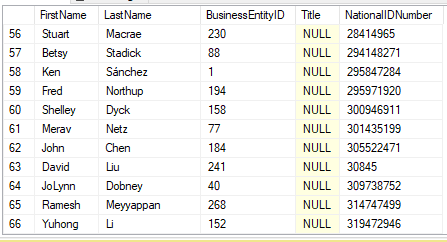 FirstName LastName BusinessEntityID Title NationalIDNumber
56 Stuart Macrae 230 NULL 28414965
57 Betsy Stadick 88 NULL 294148271
58 Ken Sánchez 1 NULL 295847284
59 Fred Northup 194 NULL 295971920
60 Shelley Dyck 158 NULL 300946911
61 Merav Netz 77 NULL 301435199
62 John Chen 184 NULL 305522471
63 David Liu 241 NULL 30845
64 JoLynn Dobney 40 NULL 309738752
65 Ramesh Meyyappan 268 NULL 314747499
66 Yuhong Li 152 NULL 319472946